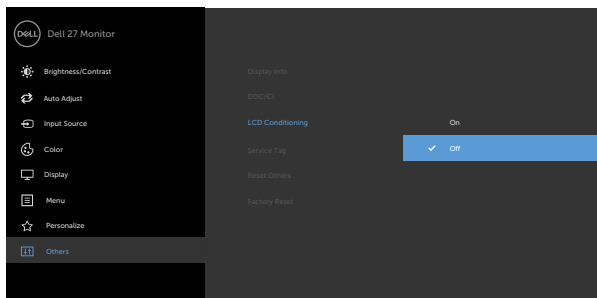 DELL Dell 27 Monitor
Brightness/Contrast
Display Info
Auto Adjust
DDC/CI
Input Source
LCD Conditioning
On
Color
Service Tag
Off
Display
Reset Others
Menu
Factory Reset
Personalize
Others